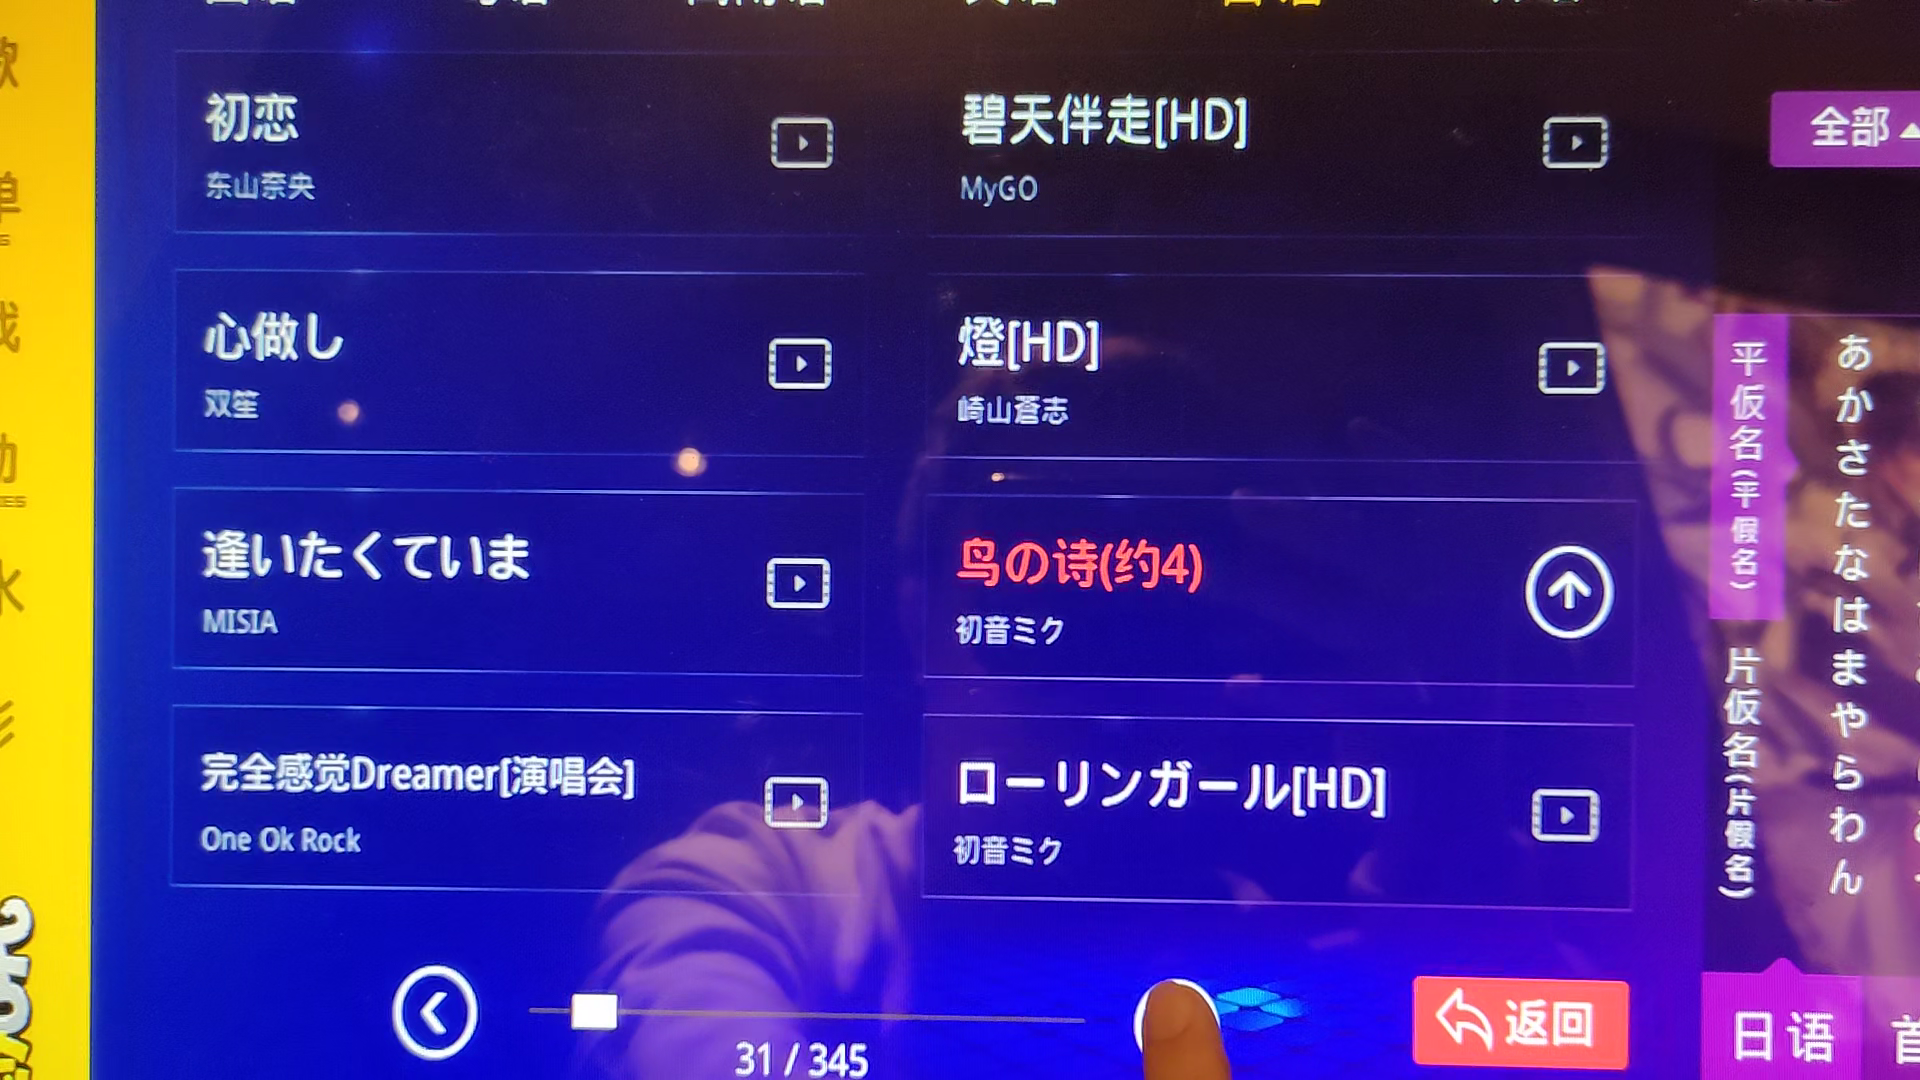 日语
初恋
东山奈央
碧天伴走[HD]
MyGO
全部
心做し
双笙
燈[HD]
崎山蒼志
平仮名(平假名)
あかさたなはまやらわん
逢いたくていま
MISIA
鸟の诗(约4)
初音ミク
片仮名(片假名)
完全感觉Dreamer[演唱会]
One Ok Rock
ローリンガール[HD]
初音ミク
31 / 345
返回
日语